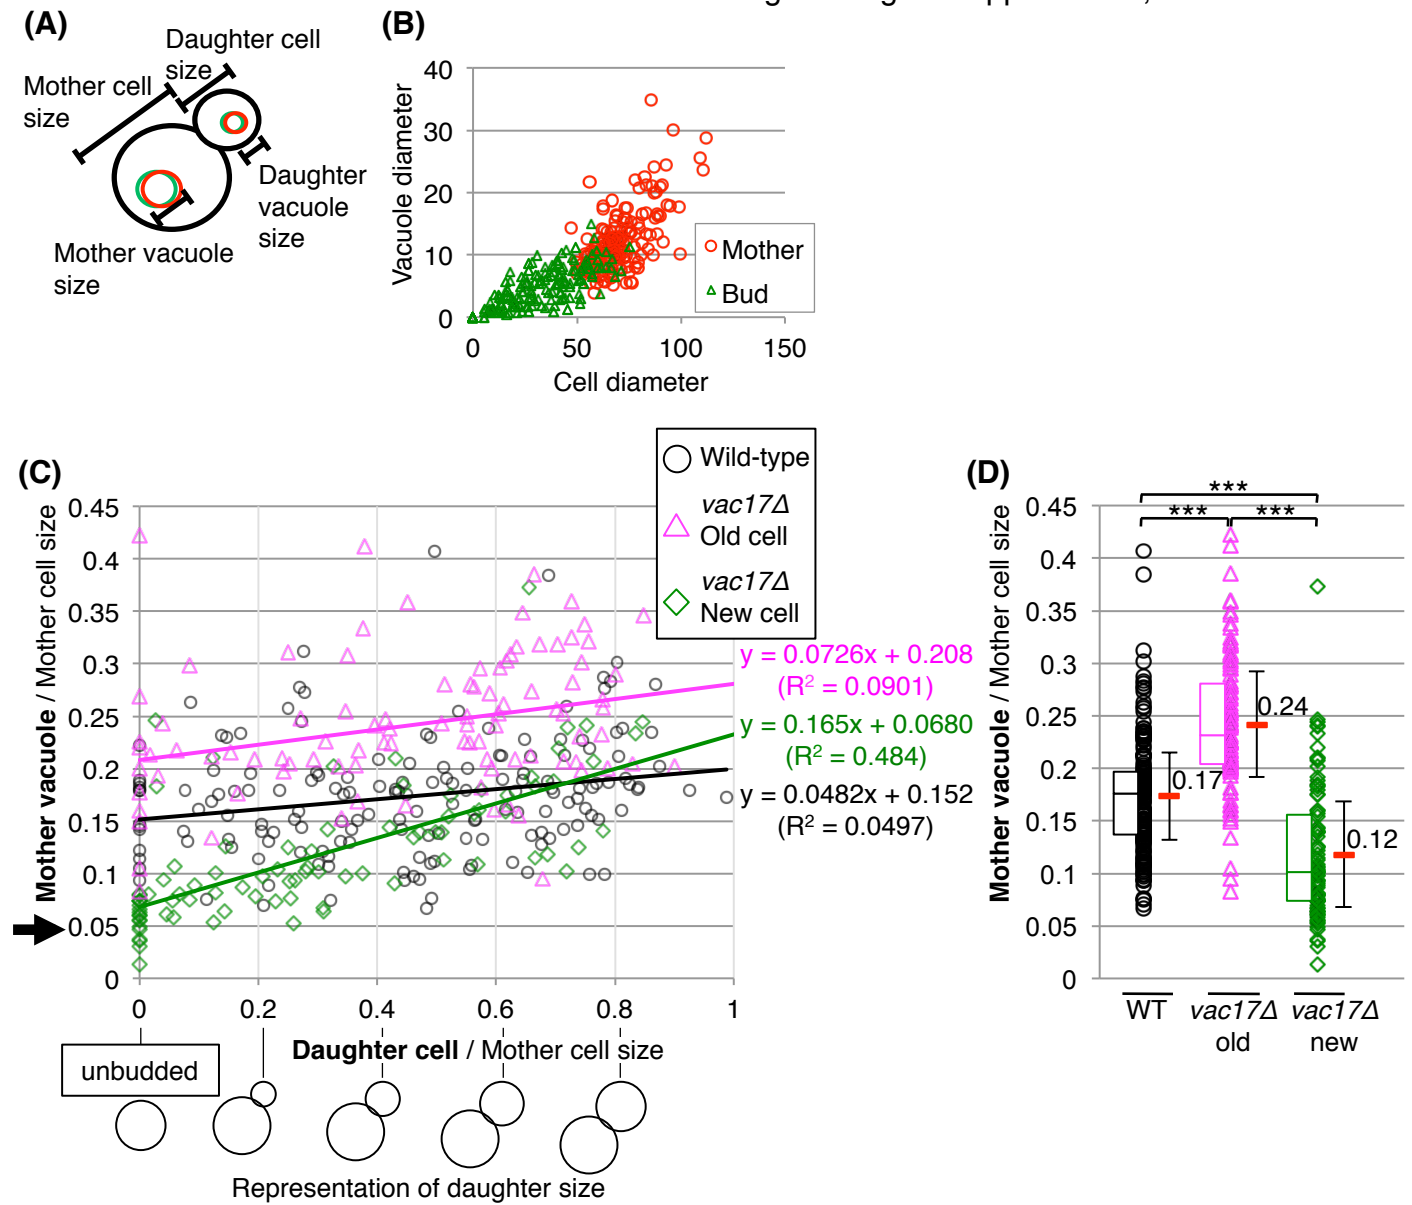 (A)
Daughter cell
size
Mother cell
size
Daughter
vacuole
size
Mother vacuole
size
(B)
Vacuole diameter
40
30
20
10
0
0 50 100 150
Cell diameter
Mother
Bud
(C)
Wild-type
vac17Δ
Old cell
vac17Δ
New cell
Mother vacuole / Mother cell size
0.45
0.4
0.35
0.3
0.25
0.2
0.15
0.1
0.05
0
y = 0.0726x + 0.208
(R² = 0.0901)
y = 0.165x + 0.0680
(R² = 0.484)
y = 0.0482x + 0.152
(R² = 0.0497)
0 0.2 0.4 0.6 0.8 1
Daughter cell / Mother cell size
unbudded
Representation of daughter size
(D)
Mother vacuole / Mother cell size
0.45
0.4
0.35
0.3
0.25
0.2
0.15
0.1
0.05
0
***
*** ***
0.17
0.24
0.12
WT vac17Δ vac17Δ
old new